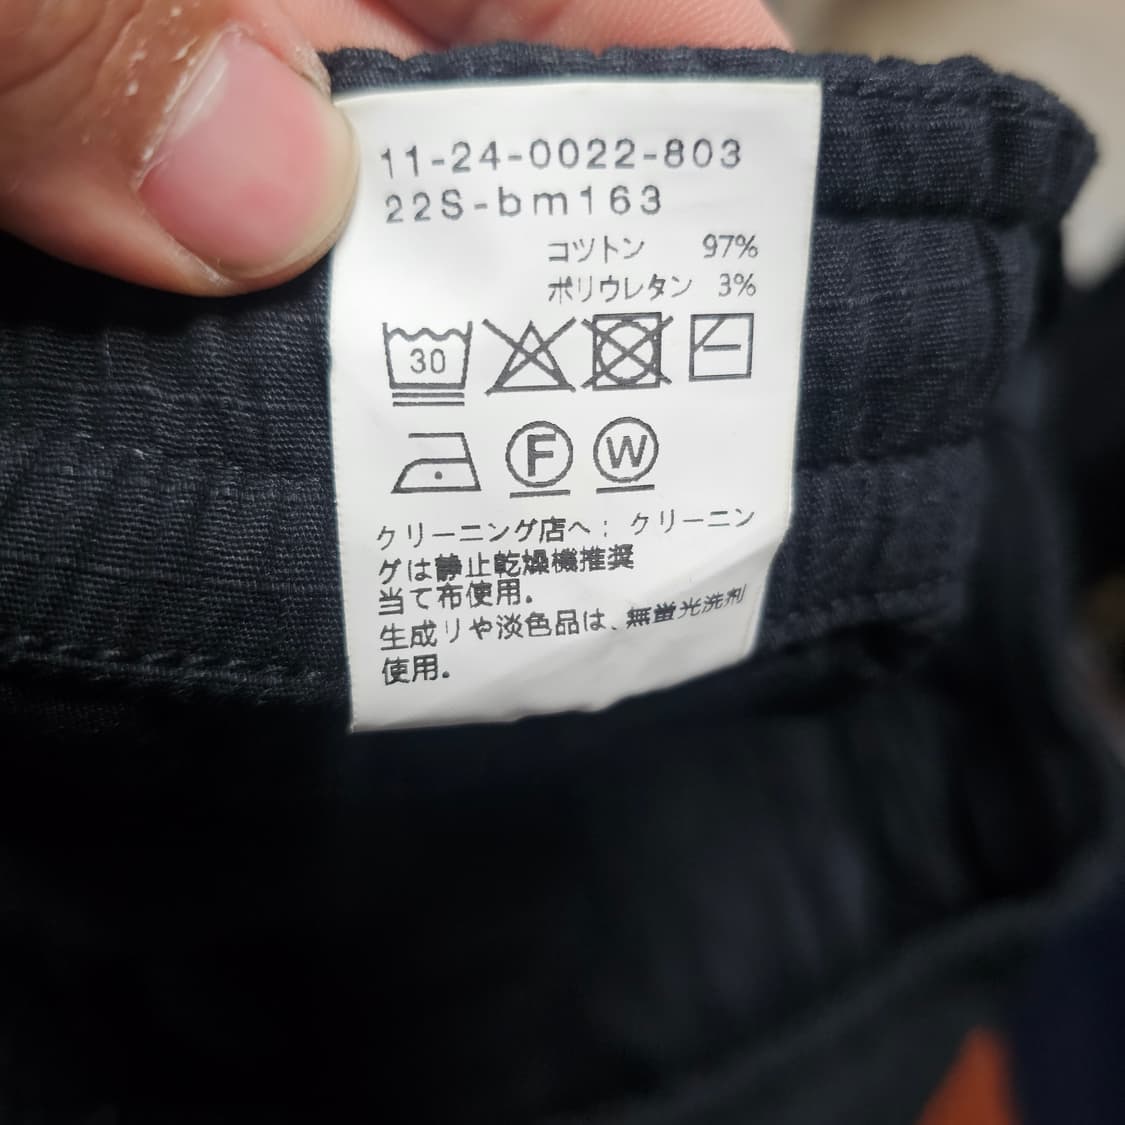 11-24-0022-803
22S-bm163
コットン 97%
ポリウレタン 3%
30
F W
クリーニング店へ: クリーニン
グは静止乾燥機推奨
当て布使用.
生成リや淡色品は、無蛍光洗剤
使用.